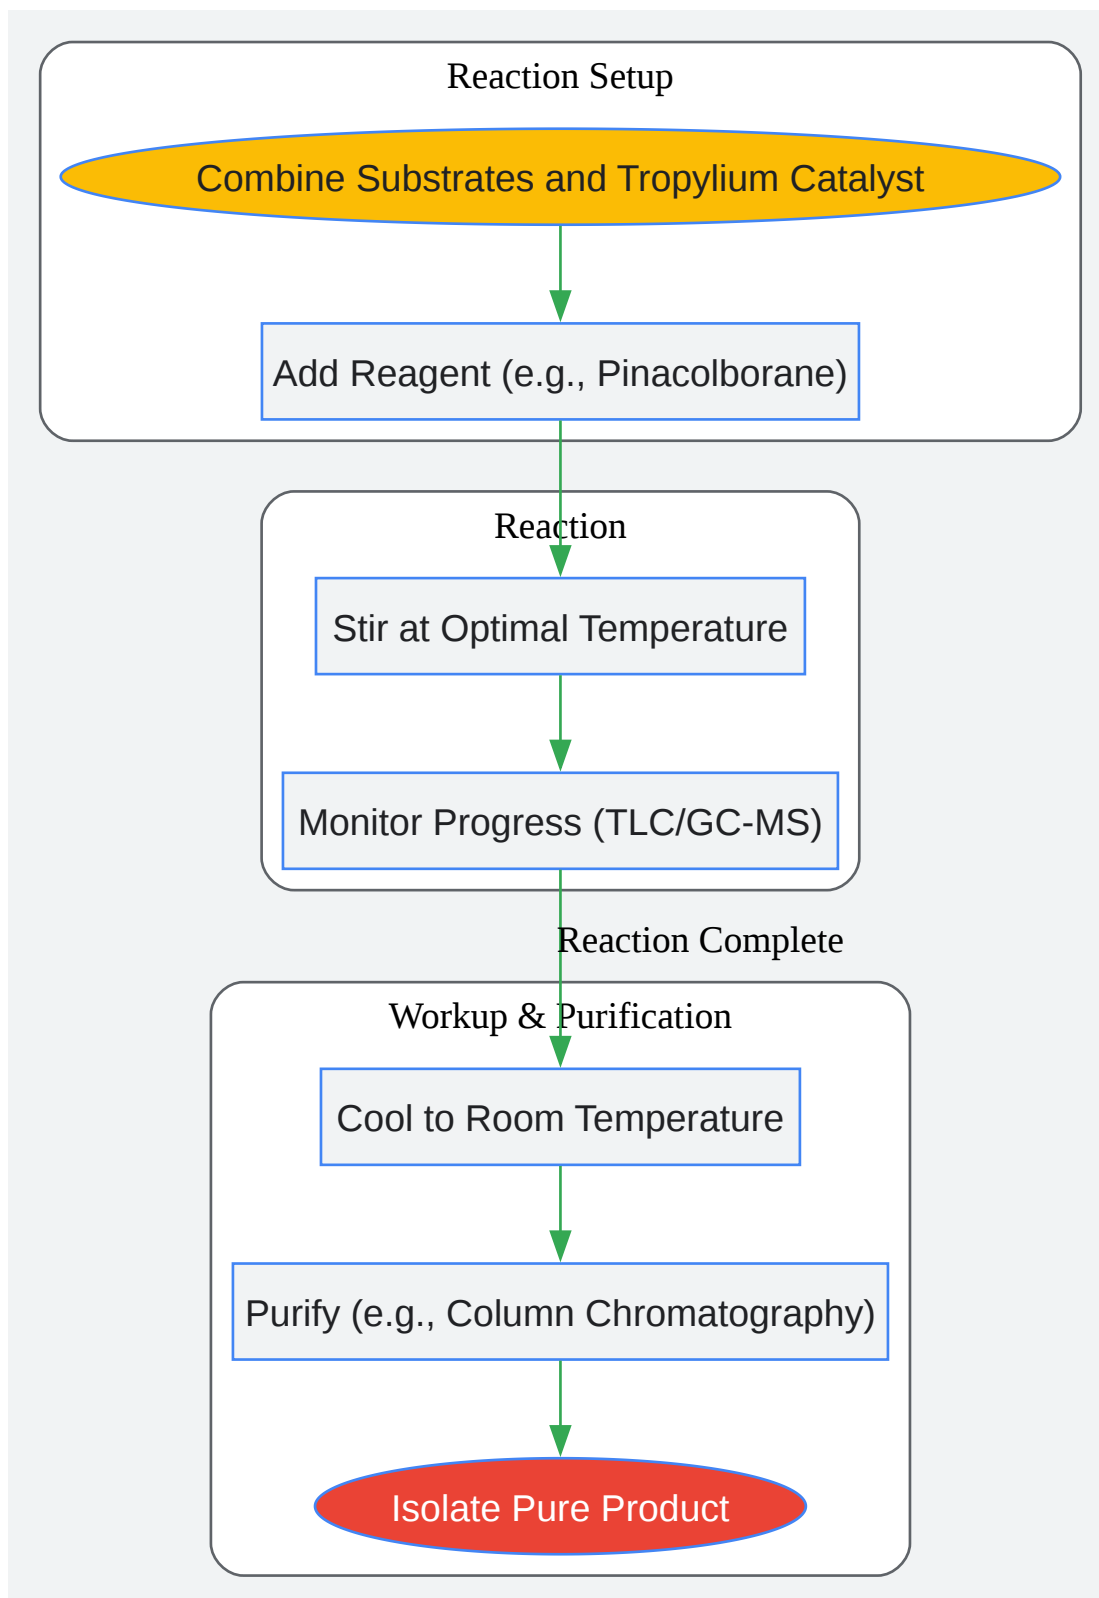 Reaction Setup
Combine Substrates and Tropylium Catalyst
Add Reagent (e.g., Pinacolborane)
Reaction
Stir at Optimal Temperature
Monitor Progress (TLC/GC-MS)
Reaction Complete
Workup & Purification
Cool to Room Temperature
Purify (e.g., Column Chromatography)
Isolate Pure Product